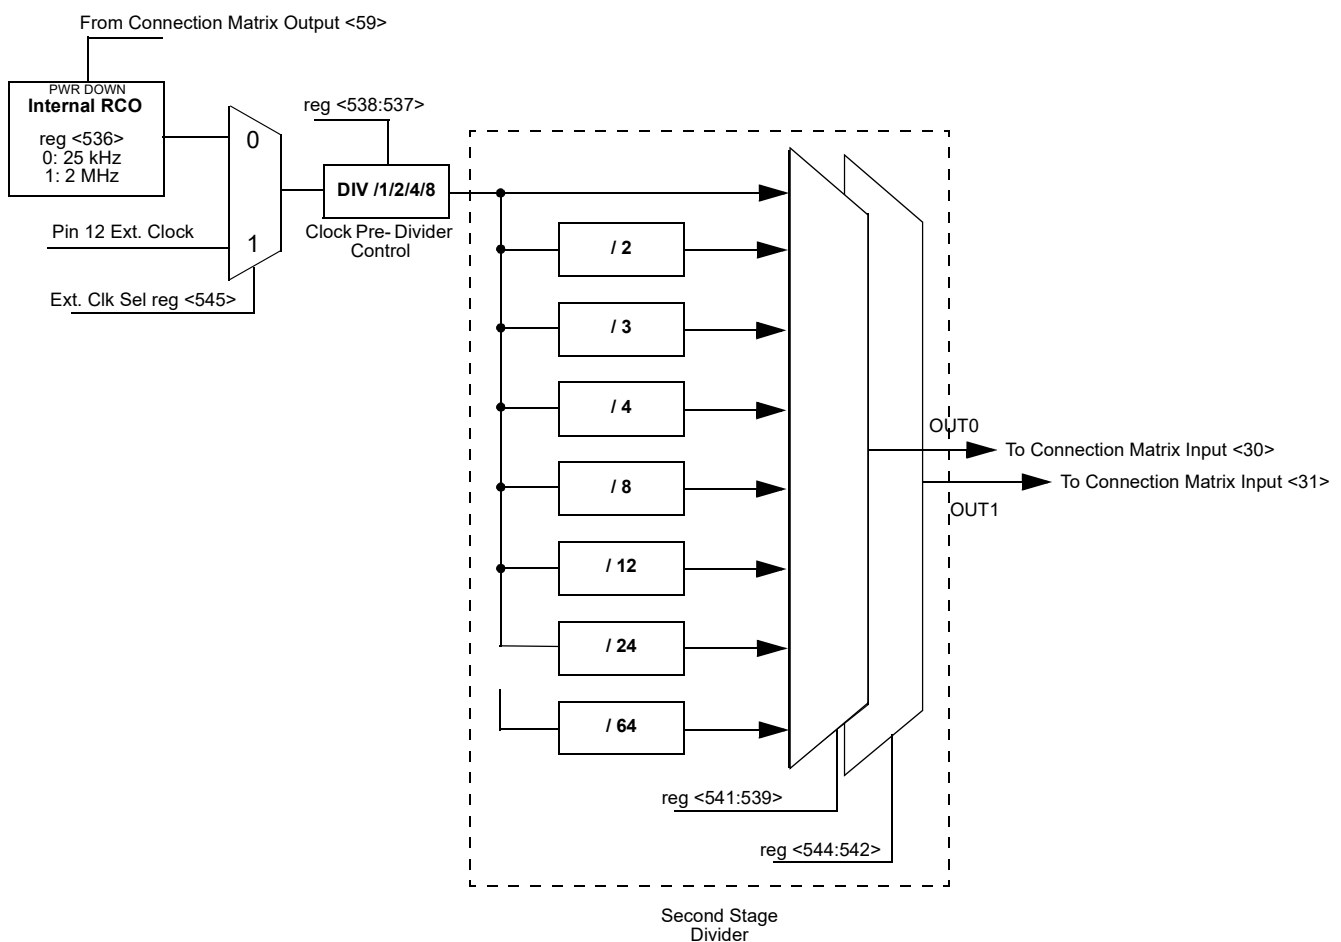 From Connection Matrix Output <59>
PWR DOWN
Internal RCO
reg <536>
0: 25 kHz
1: 2 MHz
0
1
Pin 12 Ext. Clock
Ext. Clk Sel reg <545>
reg <538:537>
DIV /1/2/4/8
Clock Pre- Divider
Control
/ 2
/ 3
/ 4
/ 8
/ 12
/ 24
/ 64
OUT0
To Connection Matrix Input <30>
To Connection Matrix Input <31>
OUT1
reg <541:539>
reg <544:542>
Second Stage
Divider